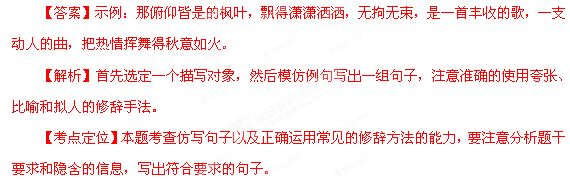 【答案】示例：那俯仰皆是的枫叶，飘得潇潇洒洒，无拘无束，是一首丰收的歌，一支
动人的曲，把热情挥舞得秋意如火。
【解析】首先选定一个描写对象，然后模仿例句写出一组句子，注意准确的使用夸张、
比喻和拟人的修辞手法。
【考点定位】本题考查仿写句子以及正确运用常见的修辞方法的能力，要注意分析题干
要求和隐含的信息，写出符合要求的句子。